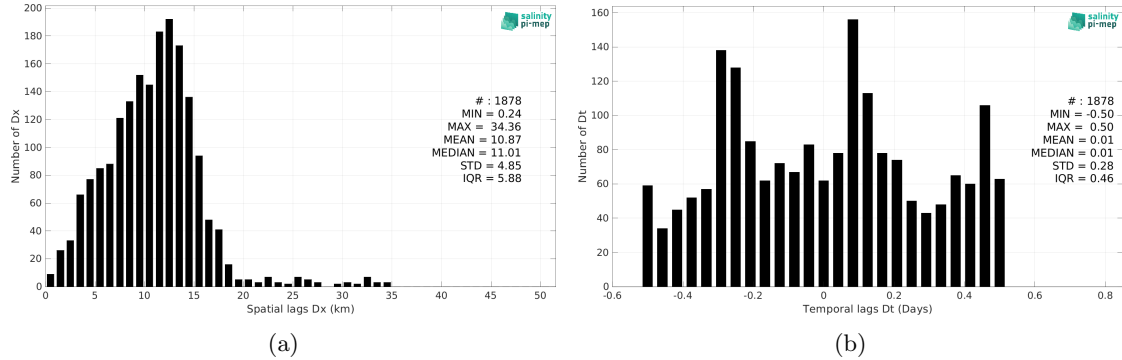 200
180
160
140
120
100
80
60
40
20
0
Number of Dx
salinity
pi-mep
# : 1878
MIN = 0.24
MAX = 34.36
MEAN = 10.87
MEDIAN = 11.01
STD = 4.85
IQR = 5.88
0 5 10 15 20 25 30 35 40 45 50
Spatial lags Dx (km)
(a)
160
140
120
100
80
60
40
20
0
Number of Dt
salinity
pi-mep
# : 1878
MIN = -0.50
MAX = 0.50
MEAN = 0.01
MEDIAN = 0.01
STD = 0.28
IQR = 0.46
-0.6 -0.4 -0.2 0 0.2 0.4 0.6 0.8
Temporal lags Dt (Days)
(b)